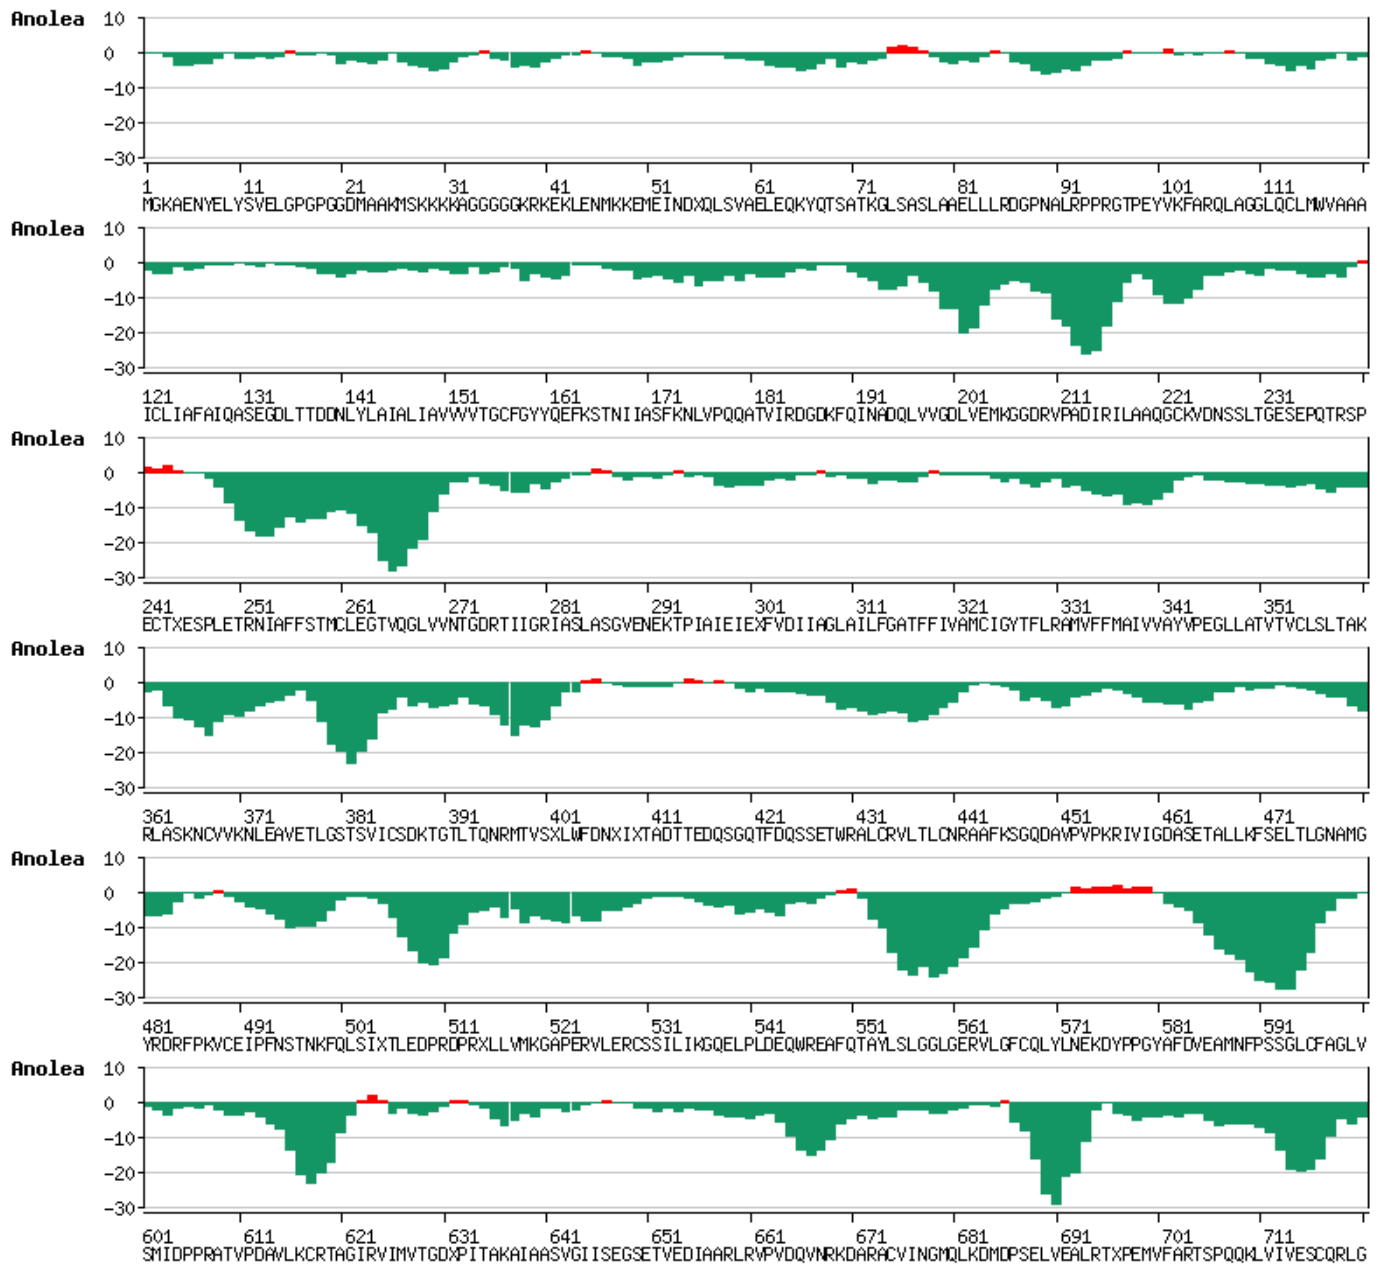 Anolea 10
0
-10
-20
-30
1 11 21 31 41 51 61 71 81 91 101 111
MGKAENYELYSVELGPGPGGDMAAKMSKKKKAGGGGGKRKEKLENMKKEMEINDXQLSVAELEQKYQTSATKGLSASLAAELLLRDGPNALRPPRGTPEYVKFARQLAGGLQCLMWVAAA
Anolea 10
0
-10
-20
-30
121 131 141 151 161 171 181 191 201 211 221 231
ICLIAFAIQASEGDLTTDDNLYLAIALIAVVVVTGCFGYYQEFKSTNIIASFKNLVPQQATVIRDGDKFQINADQLVVGDLVEMKGGDRVPADIRILAAQGCKVDNSSLTGESEPQTRSP
Anolea 10
0
-10
-20
-30
241 251 261 271 281 291 301 311 321 331 341 351
ECTXESPLETRNIAFFSTMCLEGTVQGLVVNTGDRTIIGRIASLASGVENEKTPIAIEIEXFVDIIAGLAILFGATFFIVAMCIGYTFLRAMVFFMAIVVAYVPEGLLATVTVCLSLTAK
Anolea 10
0
-10
-20
-30
361 371 381 391 401 411 421 431 441 451 461 471
RLASKNCVVKNLEAVETLGSTSVICSDKTGTLTQNRMTVSXLWFDNXIXTADTTEDQSGQTFDQSSETWRALCRVLTLCNRAAFKSGQDAVPVPKRIVIGDASETALLKFSELTLGNAMG
Anolea 10
0
-10
-20
-30
481 491 501 511 521 531 541 551 561 571 581 591
YRDRFPKVCEIPFNSTNKFQLSIXTLEDPRDPRXLLVMKGAPERVLERCSSILIKGQELPLDEQWREAFQTAYLSLGGLGERVLGFCQLYLNEKDYPPGYAFDVEAMNFPSSGLCFAGLV
Anolea 10
0
-10
-20
-30
601 611 621 631 641 651 661 671 681 691 701 711
SMIDPPRATVPDAVLKCRTAGIRVIMVTGDXPITAKAIAASVGIISEGSETVEDIAARLRVPVDQVNRKDARACVINGMQLKDMDPSELVEALRTXPEMVFARTSPQQKLVIVESCQRLG